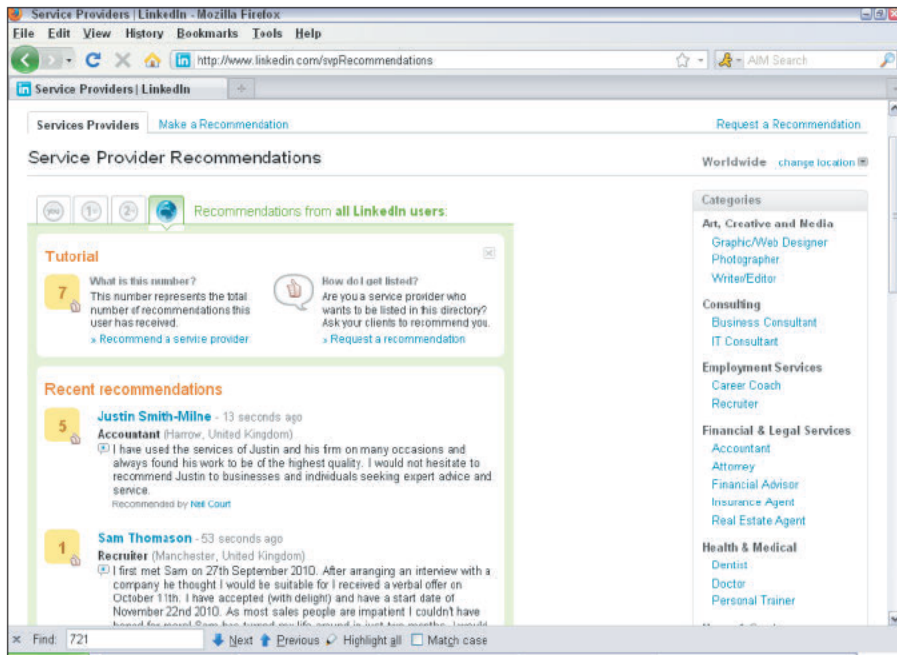 Service Providers | LinkedIn - Mozilla Firefox
File Edit View History Bookmarks Tools Help
http://www.linkedin.com/svpRecommendations
AIM Search
Service Providers | LinkedIn
Services Providers Make a Recommendation Request a Recommendation
Service Provider Recommendations
Worldwide change location
you 1 2 Recommendations from all LinkedIn users:
Tutorial
7
What is this number?
This number represents the total
number of recommendations this
user has received.
» Recommend a service provider
How do I get listed?
Are you a service provider who
wants to be listed in this directory?
Ask your clients to recommend you.
» Request a recommendation
Recent recommendations
5
Justin Smith-Milne - 13 seconds ago
Accountant (Harrow, United Kingdom)
I have used the services of Justin and his firm on many occasions and
always found his work to be of the highest quality. I would not hesitate to
recommend Justin to businesses and individuals seeking expert advice and
service.
Recommended by Neil Court
1
Sam Thomason - 53 seconds ago
Recruiter (Manchester, United Kingdom)
I first met Sam on 27th September 2010. After arranging an interview with a
company he thought I would be suitable for I received a verbal offer on
October 11th. I have accepted (with delight) and have a start date of
November 22nd 2010. As most sales people are impatient I couldn't have
Categories
Art, Creative and Media
Graphic/Web Designer
Photographer
Writer/Editor
Consulting
Business Consultant
IT Consultant
Employment Services
Career Coach
Recruiter
Financial & Legal Services
Accountant
Attorney
Financial Advisor
Insurance Agent
Real Estate Agent
Health & Medical
Dentist
Doctor
Personal Trainer
Find: 721 Next Previous Highlight all Match case